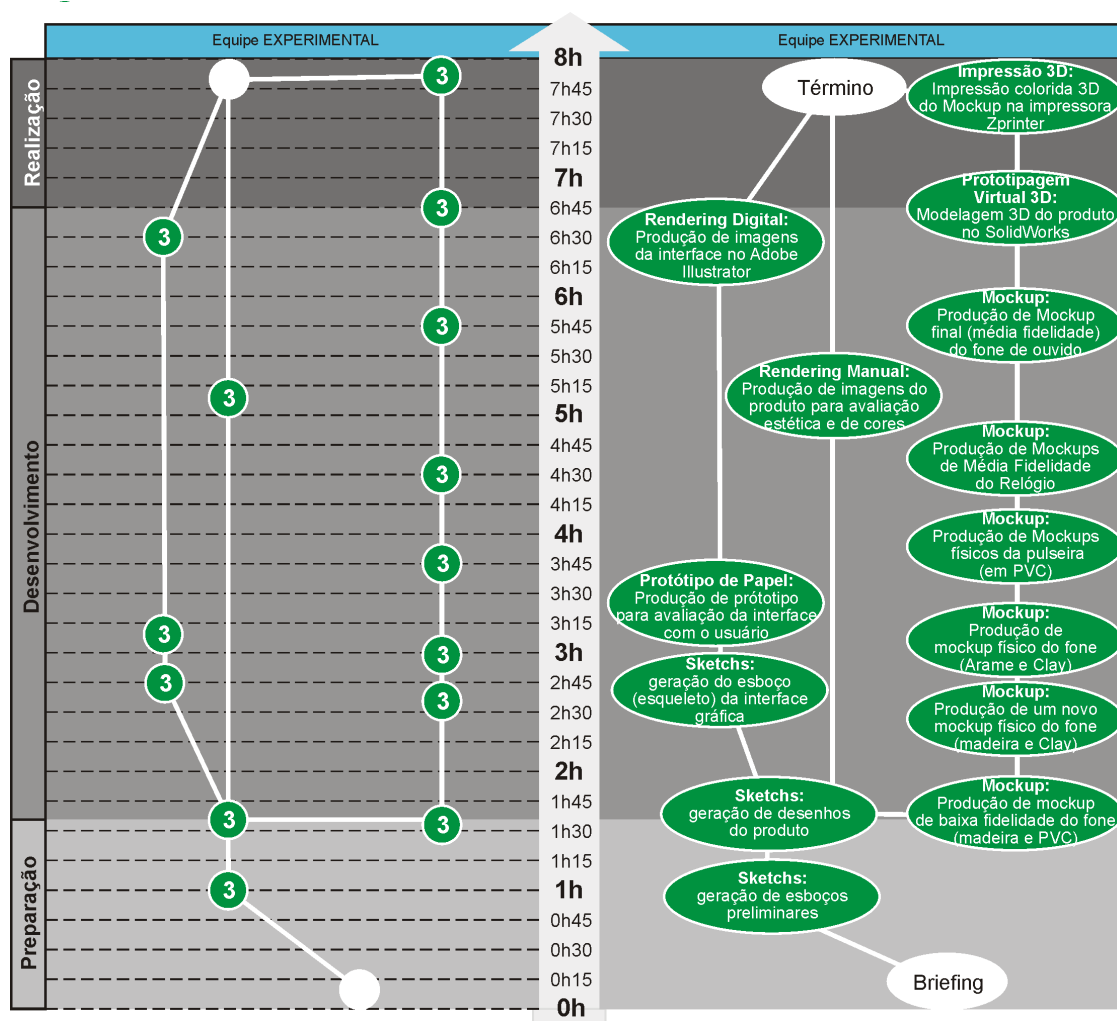 Equipe EXPERIMENTAL
Equipe EXPERIMENTAL
Realização
Desenvolvimento
Preparação
3
3
3
3
3
3
3
3
3
3
3
3
3
8h
7h45
7h30
7h15
7h
6h45
6h30
6h15
6h
5h45
5h30
5h15
5h
4h45
4h30
4h15
4h
3h45
3h30
3h15
3h
2h45
2h30
2h15
2h
1h45
1h30
1h15
1h
0h45
0h30
0h15
0h
Término
Impressão 3D:
Impressão colorida 3D
do Mockup na impressora
Zprinter
Prototipagem
Virtual 3D:
Modelagem 3D do produto
no SolidWorks
Rendering Digital:
Produção de imagens
da interface no Adobe
Illustrator
Mockup:
Produção de Mockup
final (média fidelidade)
do fone de ouvido
Rendering Manual:
Produção de imagens do
produto para avaliação
estética e de cores
Mockup:
Produção de Mockups
de Média Fidelidade
do Relógio
Mockup:
Produção de Mockups
físicos da pulseira
(em PVC)
Protótipo de Papel:
Produção de prótotipo
para avaliação da interface
com o usuário
Mockup:
Produção de
mockup físico do fone
(Arame e Clay)
Sketchs:
geração do esboço
(esqueleto) da interface
gráfica
Mockup:
Produção de um novo
mockup físico do fone
(madeira e Clay)
Sketchs:
geração de desenhos
do produto
Mockup:
Produção de mockup
de baixa fidelidade do fone
(madeira e PVC)
Sketchs:
geração de esboços
preliminares
Briefing